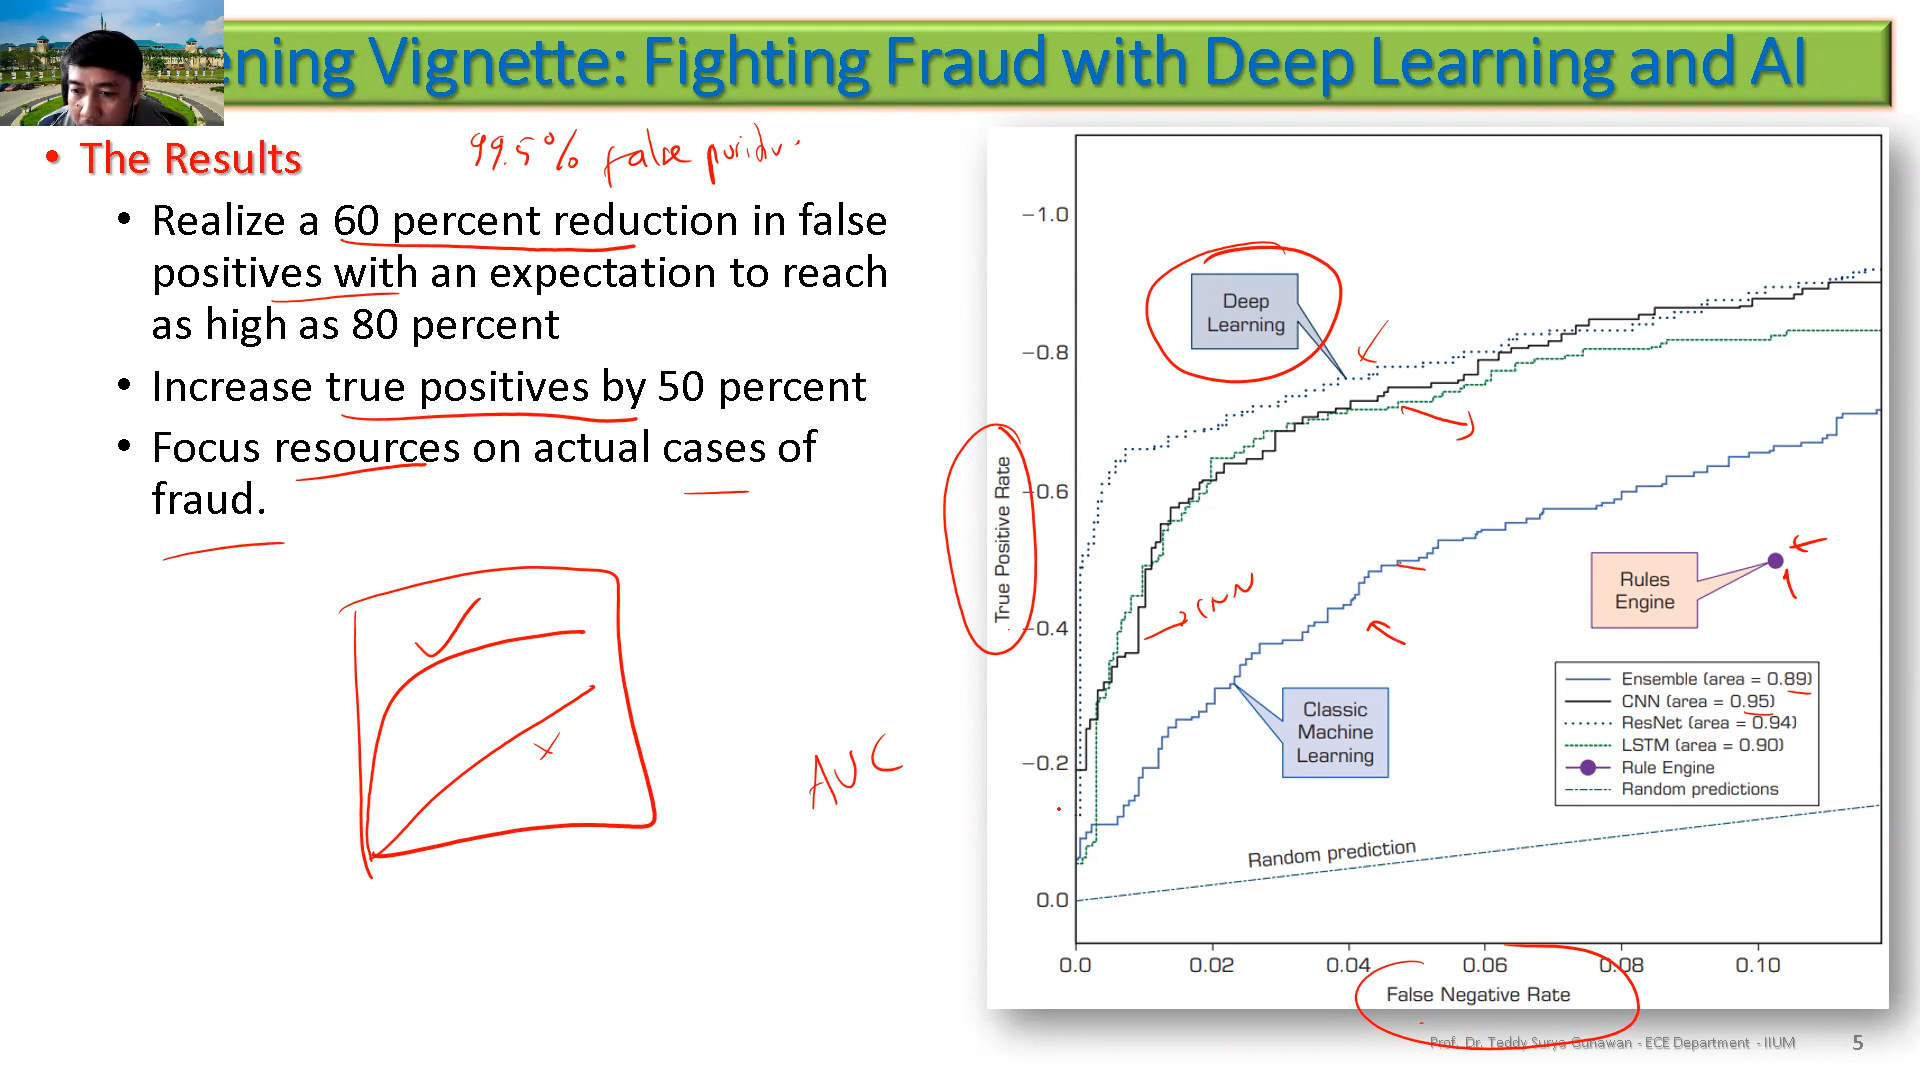 ening Vignette: Fighting Fraud with Deep Learning and AI
• The Results
99.5% false
• Realize a 60 percent reduction in false
positives with an expectation to reach
as high as 80 percent
• Increase true positives by 50 percent
• Focus resources on actual cases of
fraud.
AUC
True Positive Rate
−1.0
−0.8
−0.6
−0.4
−0.2
0.0
Deep
Learning
CNN
Rules
Engine
Classic
Machine
Learning
Ensemble (area = 0.89)
CNN (area = 0.95)
ResNet (area = 0.94)
LSTM (area = 0.90)
Rule Engine
Random predictions
Random prediction
0.0 0.02 0.04 0.06 0.08 0.10
False Negative Rate
Prof. Dr. Teddy Surya Gunawan - ECE Department - IIUM 5